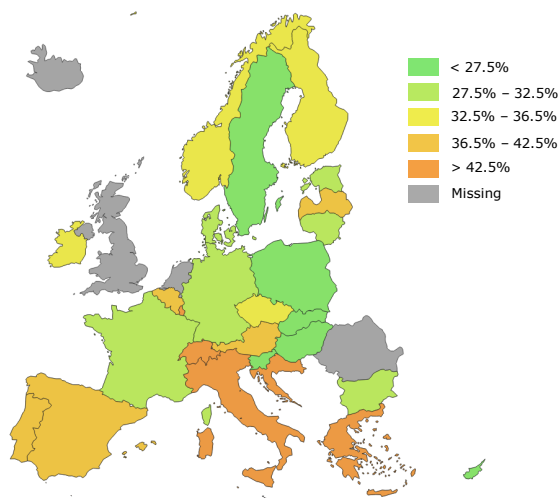 < 27.5%
27.5% – 32.5%
32.5% – 36.5%
36.5% – 42.5%
> 42.5%
Missing